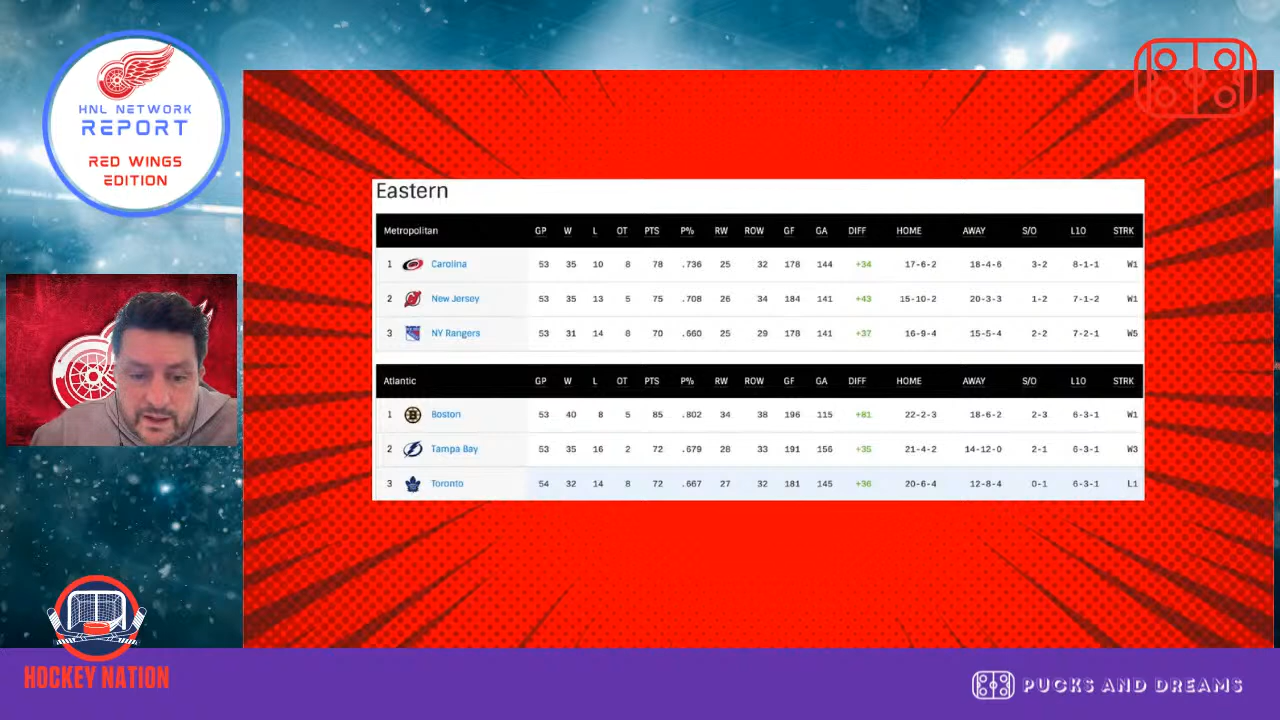 HNL NETWORK
REPORT
RED WINGS
EDITION
Eastern
Metropolitan GP W L OT PTS P% RW ROW GF GA DIFF HOME AWAY S/O L10 STRK
1 Carolina 53 35 10 8 78 .736 25 32 178 144 +34 17-6-2 18-4-6 3-2 8-1-1 W1
2 New Jersey 53 35 13 5 75 .708 26 34 184 141 +43 15-10-2 20-3-3 1-2 7-1-2 W1
3 NY Rangers 53 31 14 8 70 .660 25 29 178 141 +37 16-9-4 15-5-4 2-2 7-2-1 W5
Atlantic GP W L OT PTS P% RW ROW GF GA DIFF HOME AWAY S/O L10 STRK
1 Boston 53 40 8 5 85 .802 34 38 196 115 +81 22-2-3 18-6-2 2-3 6-3-1 W1
2 Tampa Bay 53 35 16 2 72 .679 28 33 191 156 +35 21-4-2 14-12-0 2-1 6-3-1 W3
3 Toronto 54 32 14 8 72 .667 27 32 181 145 +36 20-6-4 12-8-4 0-1 6-3-1 L1
HOCKEY NATION
PUCKS AND DREAMS